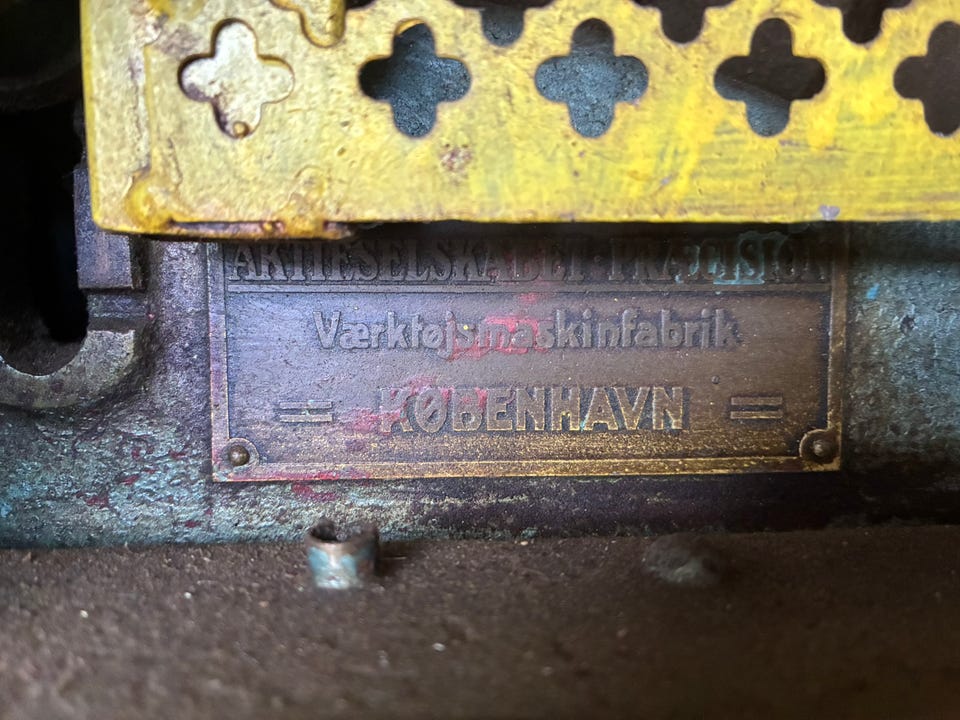 AKTIESELSKABET · PRÆCISION
Værktøjsmaskinfabrik
= KØBENHAVN =